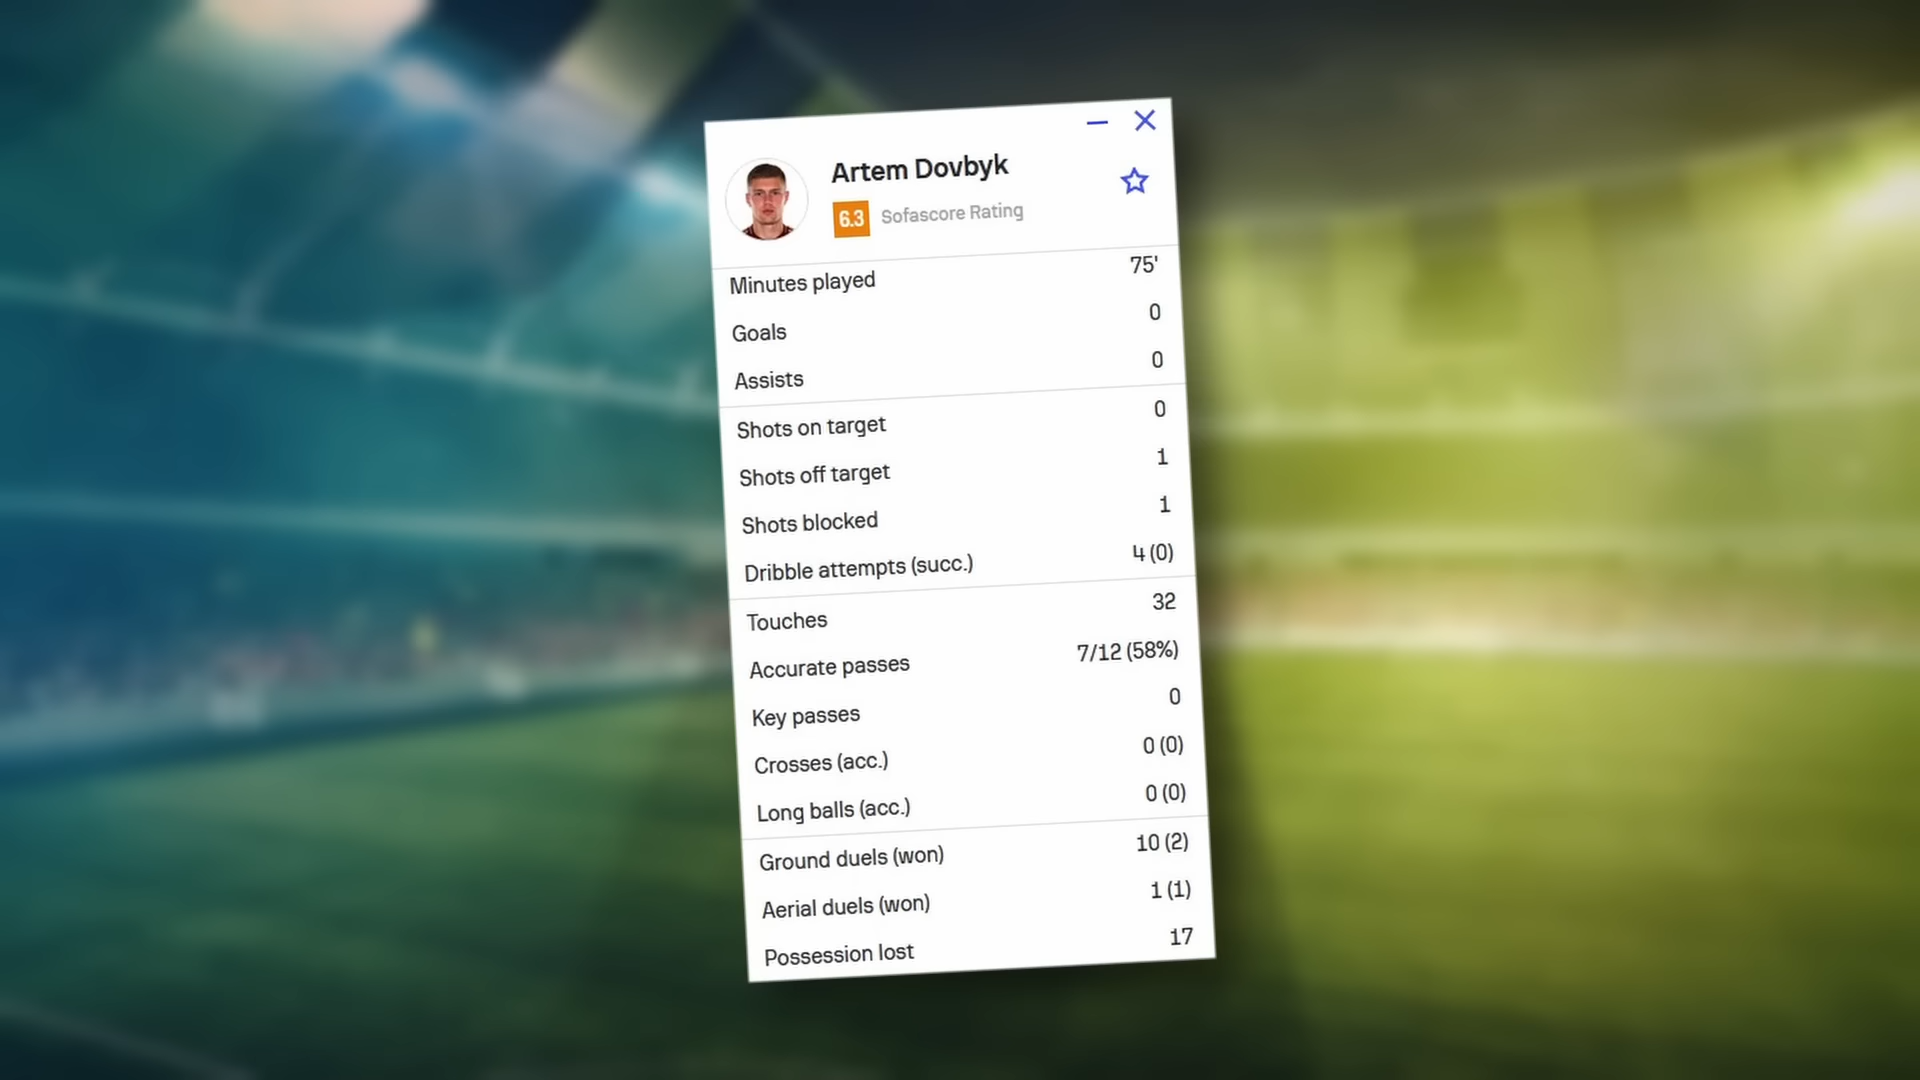 Artem Dovbyk
6.3 Sofascore Rating
Minutes played 75'
Goals 0
Assists 0
Shots on target 0
Shots off target 1
Shots blocked 1
Dribble attempts (succ.) 4 (0)
Touches 32
Accurate passes 7/12 (58%)
Key passes 0
Crosses (acc.) 0 (0)
Long balls (acc.) 0 (0)
Ground duels (won) 10 (2)
Aerial duels (won) 1 (1)
Possession lost 17